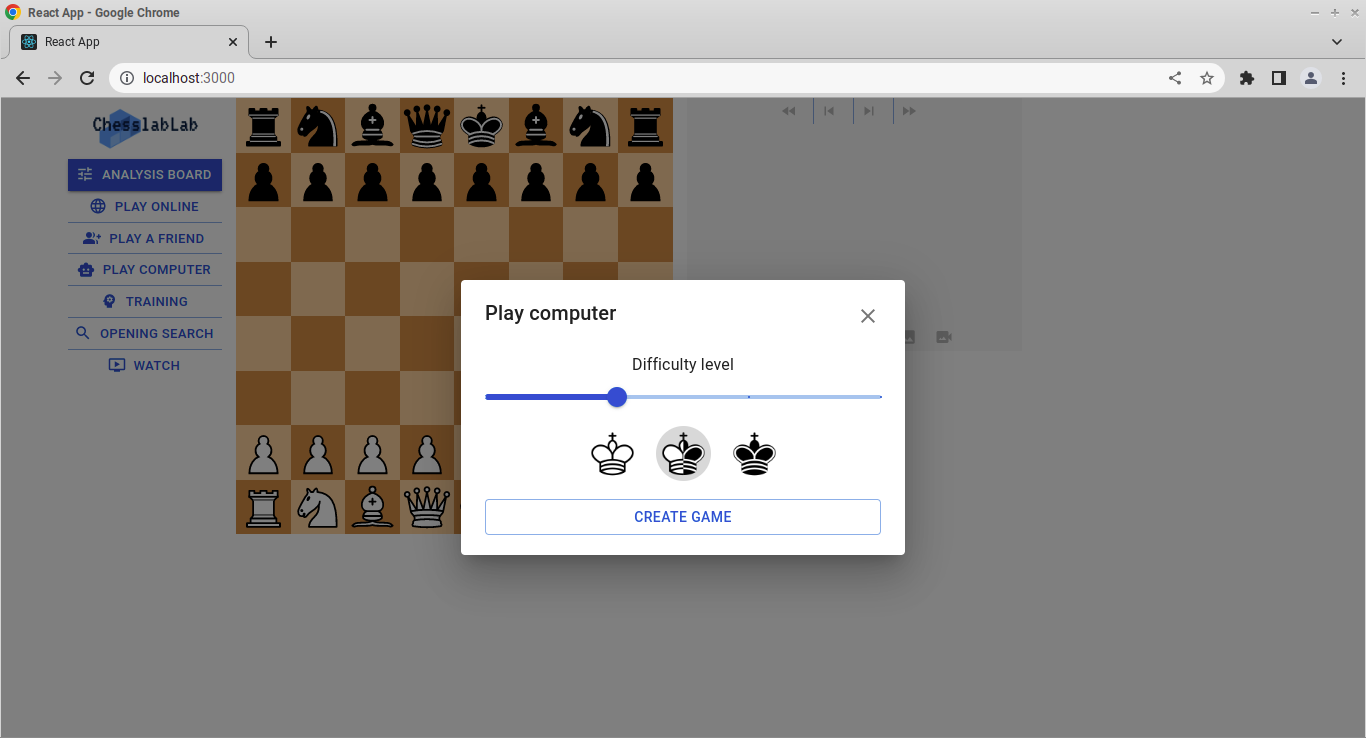 React App - Google Chrome
React App
localhost:3000
ChesslabLab
ANALYSIS BOARD
PLAY ONLINE
PLAY A FRIEND
PLAY COMPUTER
TRAINING
OPENING SEARCH
WATCH
Play computer
Difficulty level
CREATE GAME